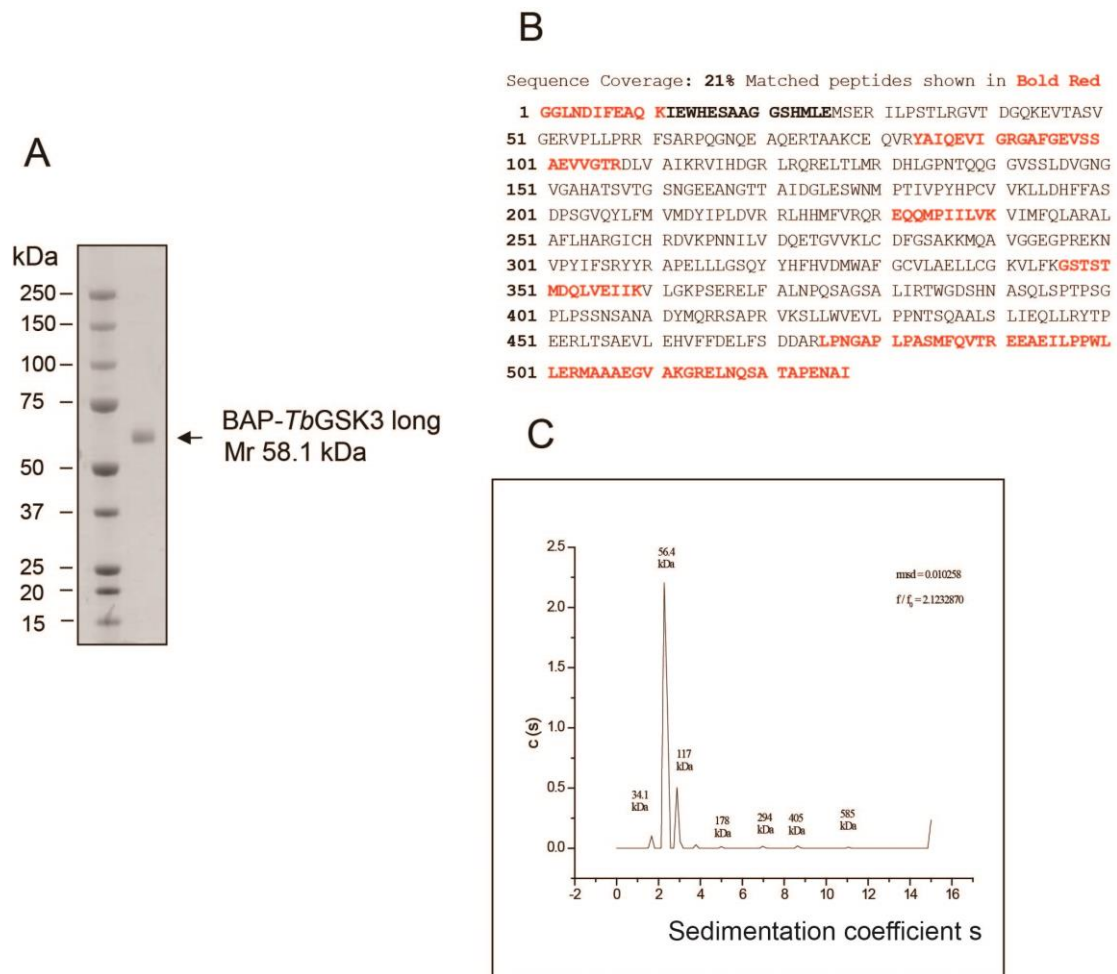 A
kDa
250
150
100
75
50
37
25
20
15
BAP-TbGSK3 long
Mr 58.1 kDa
B
Sequence Coverage: 21% Matched peptides shown in Bold Red
1 GGLNDIFEAQ KIEWHESAAG GSHMLEMSER ILPSTLRGVT DGQKEVTASV
51 GERVPLLPRR FSARPQGNQE AQERTAAKCE QVRYAIQEVI GRGAFGEVSS
101 AEVVGTRDLV AIKRVIHDGR LRQRELTLMR DHLGPNTQQG GVSSLDVGNG
151 VGAHATSVTG SNGEEANGTT AIDGLESWNM PTIVPYHPCV VKLLDHFFAS
201 DPSGVQYLFM VMDYIPLDVR RLHHMFVRQR EQQMPIILVK VIMFQLARAL
251 AFLHARGICH RDVKPNNILV DQETGVVKLC DFGSAKKMQA VGGEGPREKN
301 VPYIFSRYYR APELLLGSQY YHFHVDMWAF GCVLAELLCG KVLFKGSTST
351 MDQLVEIIKV LGKPSERELF ALNPQSAGSA LIRTWGDSHN ASQLSPTPSG
401 PLPSSNSANA DYMQRRSAPR VKSLLWVEVL PPNTSQAALS LIEQLLRYTP
451 EERLTSAEVL EHVFFDELFS DDARLPNGAP LPASMFQVTR EEAEILPPWL
501 LERMAAAEGV AKGRELNQSA TAPENAI
C
2.5
2.0
1.5
1.0
0.5
0.0
c (s)
34.1
kDa
56.4
kDa
117
kDa
178
kDa
294
kDa
405
kDa
585
kDa
rmsd = 0.010258
f / f0 = 2.1232870
-2 0 2 4 6 8 10 12 14 16
Sedimentation coefficient s